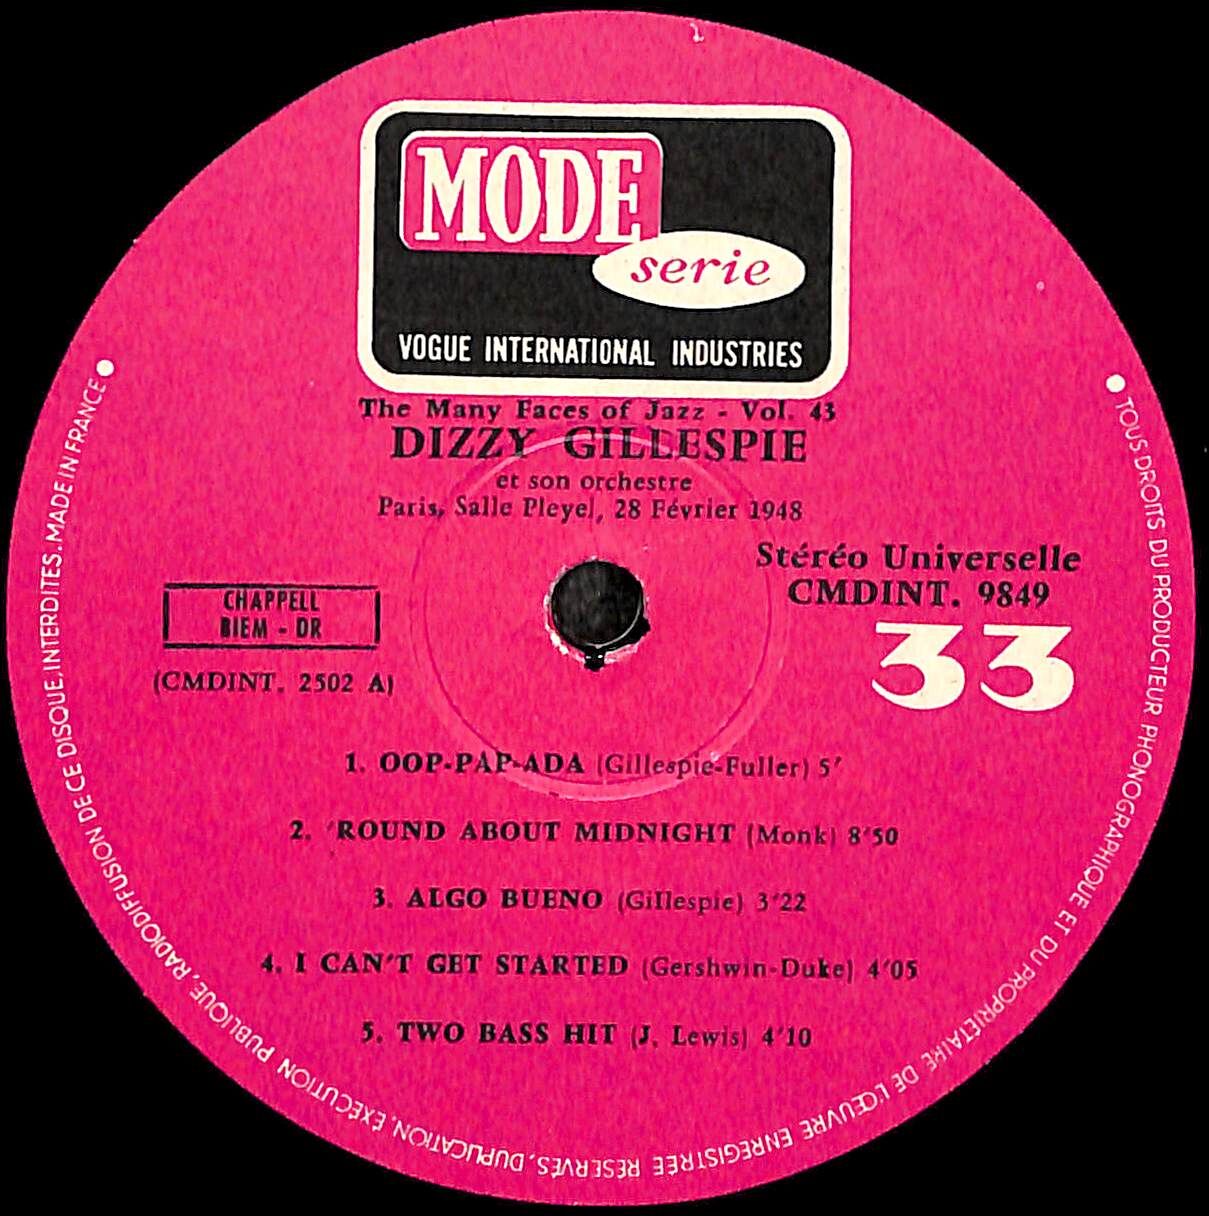 MODE
serie
VOGUE INTERNATIONAL INDUSTRIES
The Many Faces of Jazz - Vol. 43
DIZZY GILLESPIE
et son orchestre
Paris, Salle Pleyel, 28 Février 1948
Stéréo Universelle
CMDINT. 9849
33
CHAPPELL
BIEM - DR
(CMDINT. 2502 A)
1. OOP-PAP-ADA (Gillespie-Fuller) 5'
2. 'ROUND ABOUT MIDNIGHT (Monk) 8'50
3. ALGO BUENO (Gillespie) 3'22
4. I CAN'T GET STARTED (Gershwin-Duke) 4'05
5. TWO BASS HIT (J. Lewis) 4'10
• TOUS DROITS DU PRODUCTEUR PHONOGRAPHIQUE ET DU PROPRIÉTAIRE DE L'ŒUVRE ENREGISTRÉE RÉSERVÉS, DUPLICATION, EXÉCUTION PUBLIQUE, RADIODIFFUSION DE CE DISQUE, INTERDITES. MADE IN FRANCE •